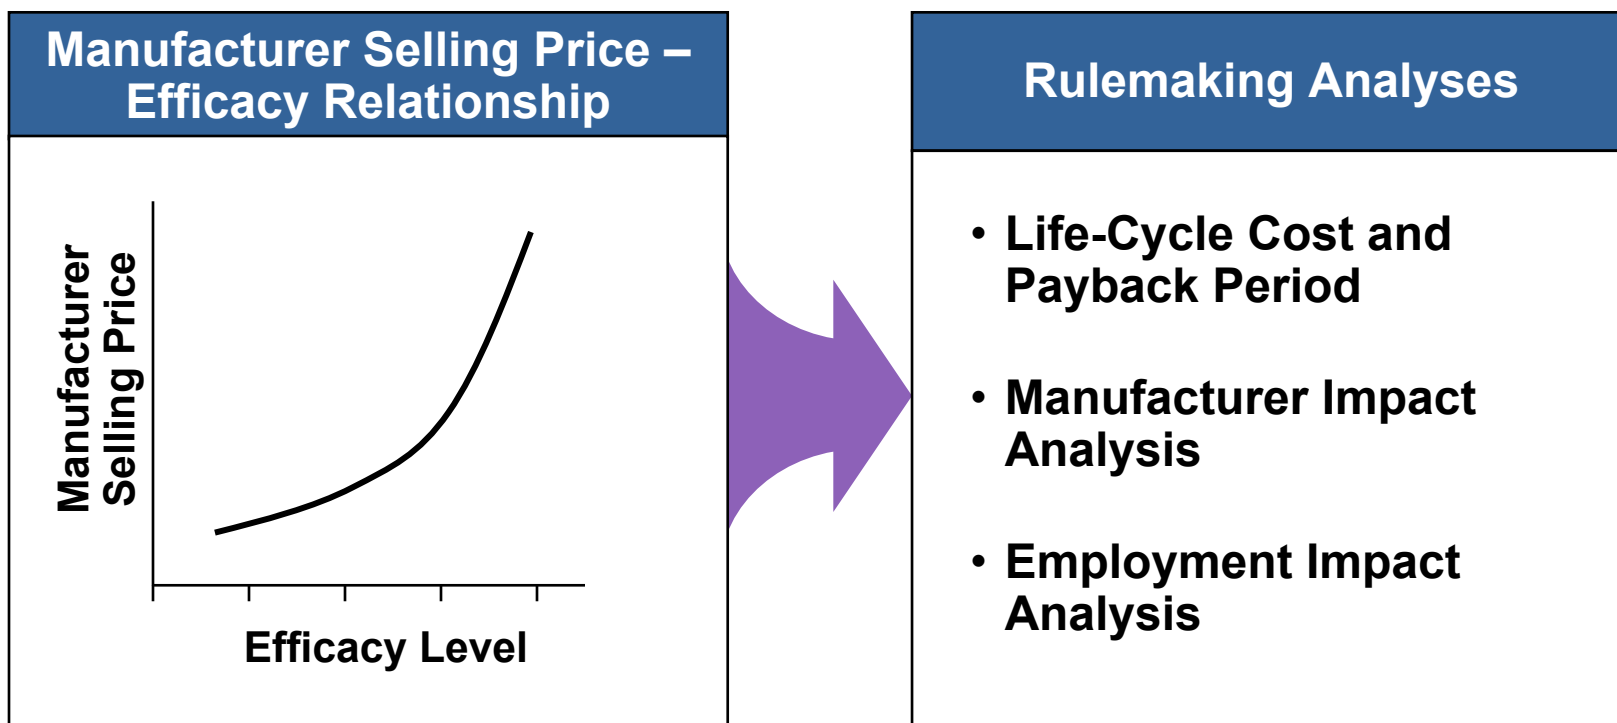 Manufacturer Selling Price –
Efficacy Relationship
Manufacturer
Selling Price
Efficacy Level
Rulemaking Analyses
• Life-Cycle Cost and
Payback Period
• Manufacturer Impact
Analysis
• Employment Impact
Analysis